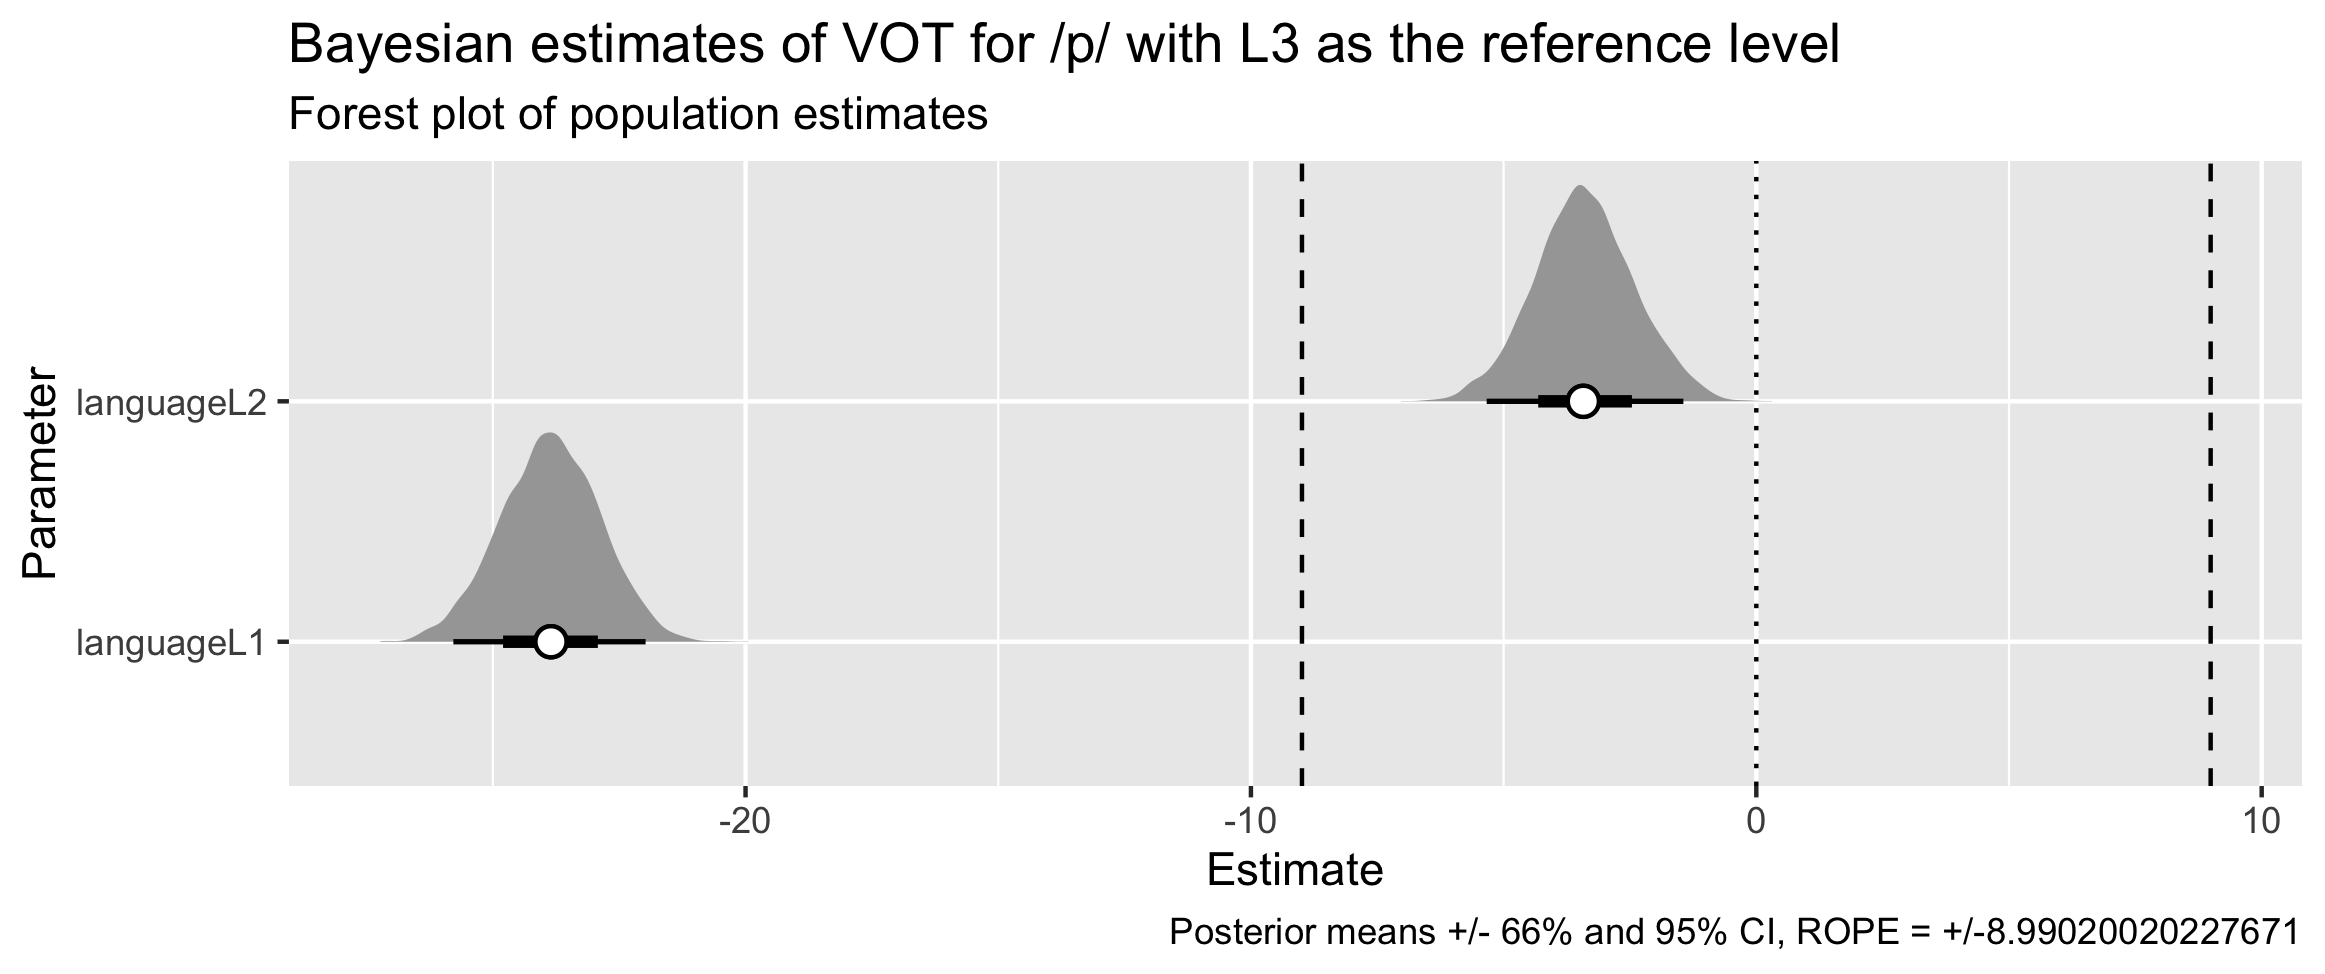 Bayesian estimates of VOT for /p/ with L3 as the reference level
Forest plot of population estimates
Parameter
languageL2
languageL1
-20 -10 0 10
Estimate
Posterior means +/- 66% and 95% CI, ROPE = +/-8.99020020227671